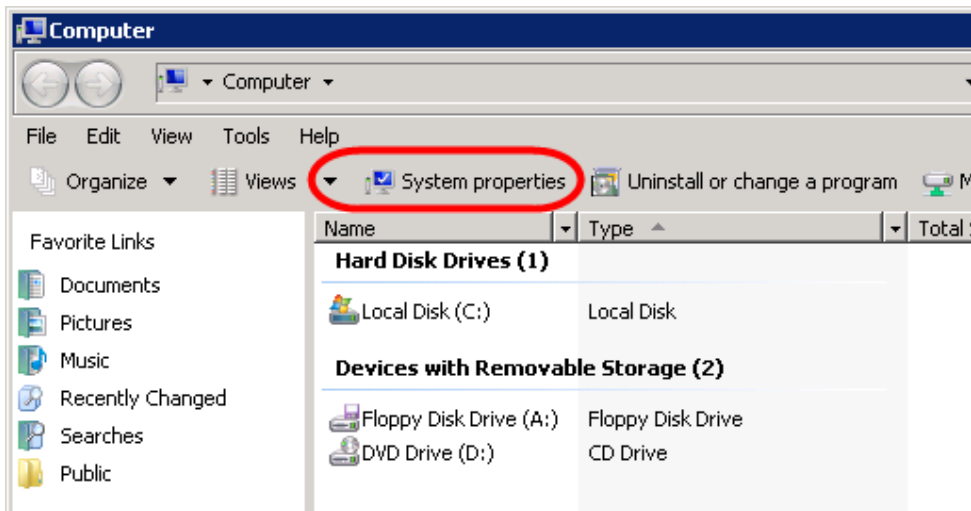 Computer
Computer
File Edit View Tools Help
Organize Views System properties Uninstall or change a program M
Favorite Links
Documents
Pictures
Music
Recently Changed
Searches
Public
Name Type Total
Hard Disk Drives (1)
Local Disk (C:) Local Disk
Devices with Removable Storage (2)
Floppy Disk Drive (A:) Floppy Disk Drive
DVD Drive (D:) CD Drive